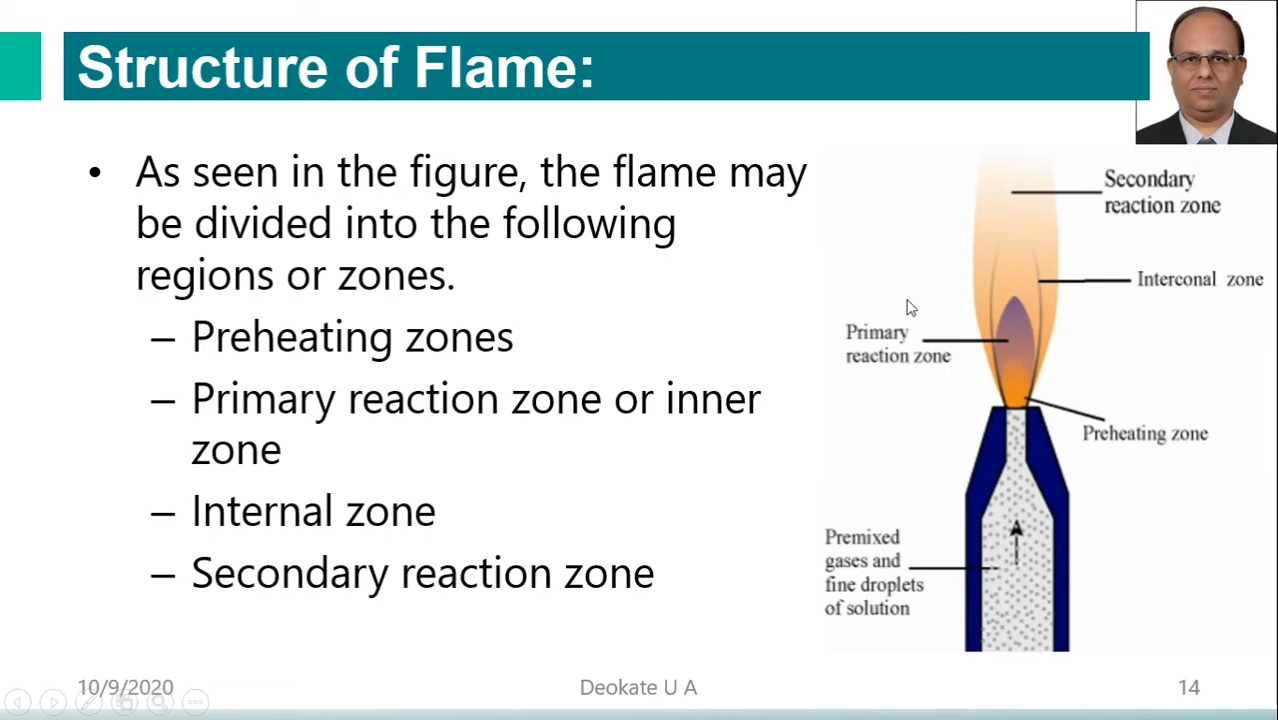 Structure of Flame:
• As seen in the figure, the flame may
be divided into the following
regions or zones.
– Preheating zones
– Primary reaction zone or inner
zone
– Internal zone
– Secondary reaction zone
Secondary
reaction zone
Interconal zone
Primary
reaction zone
Preheating zone
Premixed
gases and
fine droplets
of solution
10/9/2020
Deokate U A
14